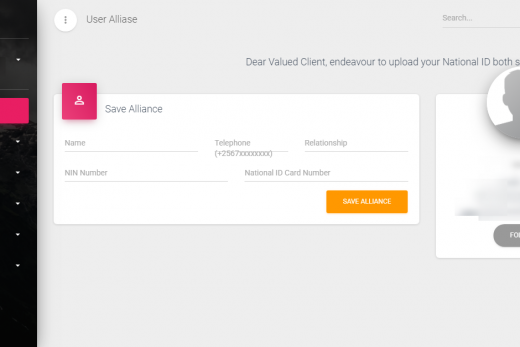 User Alliase
Search...
Dear Valued Client, endeavour to upload your National ID both s
Save Alliance
Name
Telephone
(+2567xxxxxxxx)
Relationship
NIN Number
National ID Card Number
SAVE ALLIANCE
FO